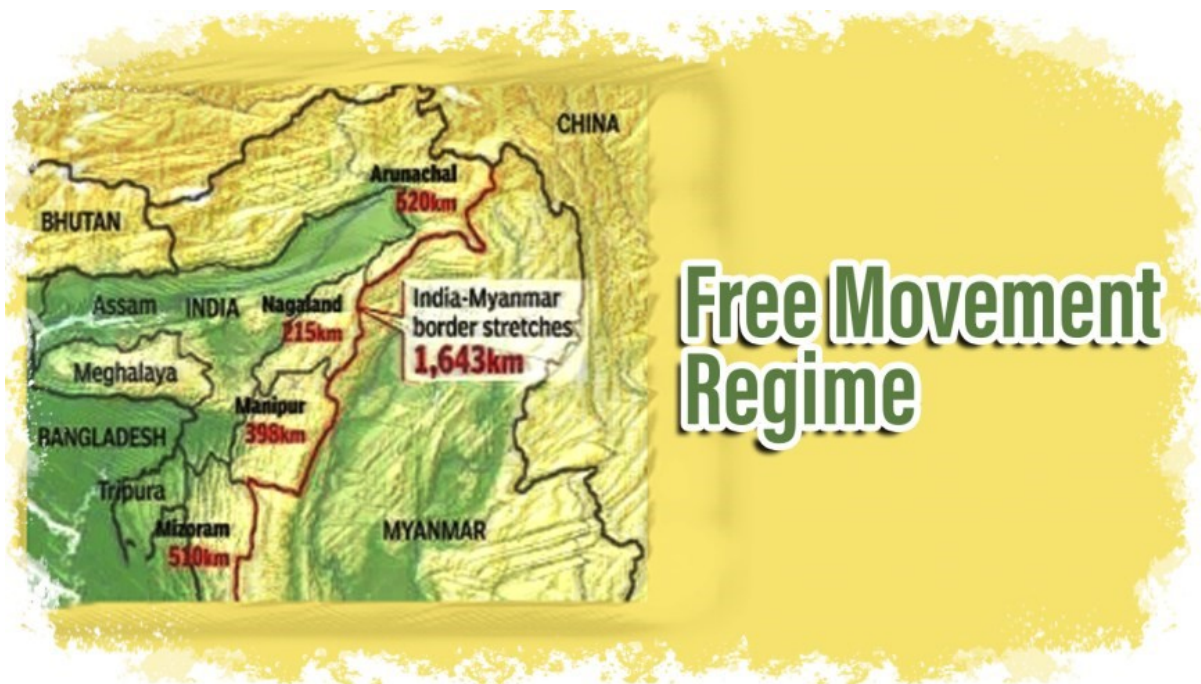 CHINA
Arunachal
520km
BHUTAN
Assam
INDIA
Nagaland
215km
India-Myanmar
border stretches
1,643km
Meghalaya
Manipur
398km
BANGLADESH
Tripura
Mizoram
510km
MYANMAR
Free Movement
Regime